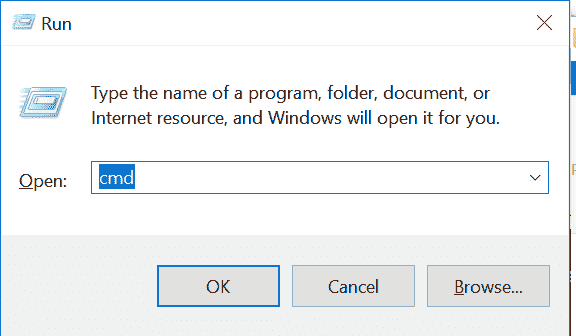 Run
Type the name of a program, folder, document, or
Internet resource, and Windows will open it for you.
Open: cmd
OK Cancel Browse...